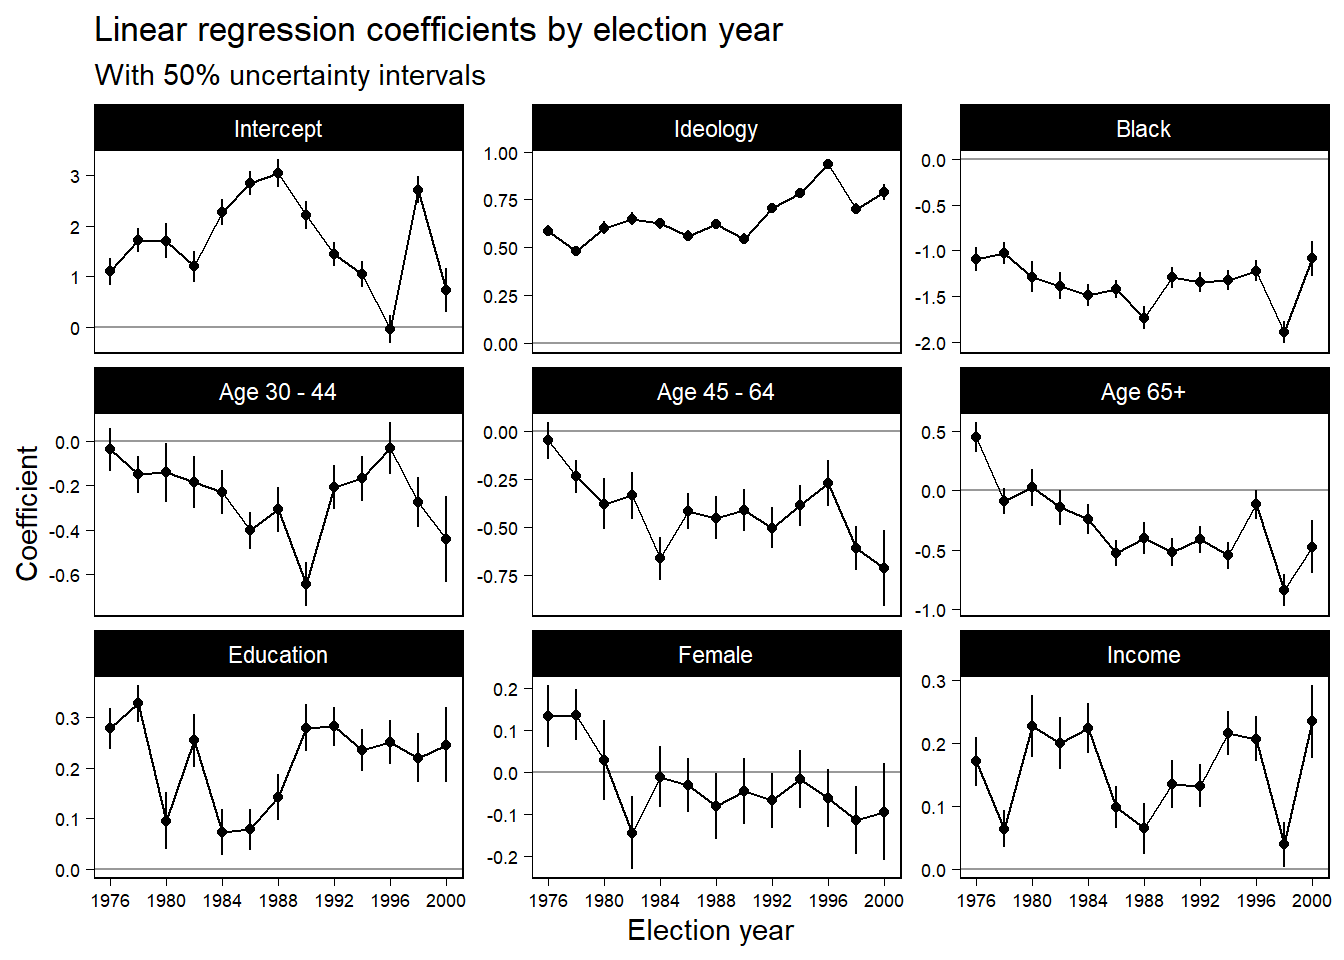 Linear regression coefficients by election year
With 50% uncertainty intervals
Intercept
Ideology
Black
3
2
1
0
1.00
0.75
0.50
0.25
0.00
0.0
-0.5
-1.0
-1.5
-2.0
Age 30 - 44
Age 45 - 64
Age 65+
0.0
-0.2
-0.4
-0.6
0.00
-0.25
-0.50
-0.75
0.5
0.0
-0.5
-1.0
Coefficient
Education
Female
Income
0.3
0.2
0.1
0.0
0.2
0.1
0.0
-0.1
-0.2
0.3
0.2
0.1
0.0
1976 1980 1984 1988 1992 1996 2000
1976 1980 1984 1988 1992 1996 2000
1976 1980 1984 1988 1992 1996 2000
Election year